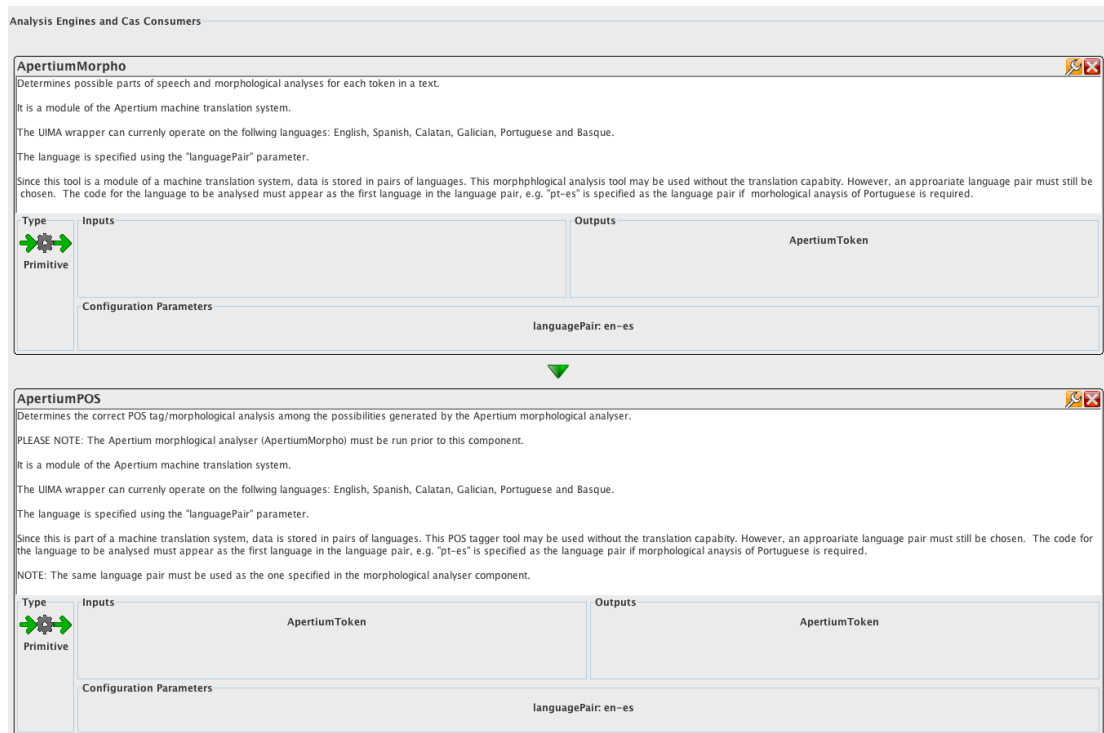 Analysis Engines and Cas Consumers
ApertiumMorpho
Determines possible parts of speech and morphological analyses for each token in a text.
It is a module of the Apertium machine translation system.
The UIMA wrapper can currenly operate on the follwing languages: English, Spanish, Calatan, Galician, Portuguese and Basque.
The language is specified using the "languagePair" parameter.
Since this tool is a module of a machine translation system, data is stored in pairs of languages. This morphphlogical analysis tool may be used without the translation capabity. However, an approariate language pair must still be
chosen.  The code for the language to be analysed must appear as the first language in the language pair, e.g. "pt-es" is specified as the language pair if  morhological anaysis of Portuguese is required.
Type
Inputs
Outputs
ApertiumToken
Primitive
Configuration Parameters
languagePair: en-es
ApertiumPOS
Determines the correct POS tag/morphological analysis among the possibilities generated by the Apertium morphological analyser.
PLEASE NOTE: The Apertium morphlogical analyser (ApertiumMorpho) must be run prior to this component.
It is a module of the Apertium machine translation system.
The UIMA wrapper can currenly operate on the follwing languages: English, Spanish, Calatan, Galician, Portuguese and Basque.
The language is specified using the "languagePair" parameter.
Since this is part of a machine translation system, data is stored in pairs of languages. This POS tagger tool may be used without the translation capabity. However, an approariate language pair must still be chosen.  The code for
the language to be analysed must appear as the first language in the language pair, e.g. "pt-es" is specified as the language pair if morphological anaysis of Portuguese is required.
NOTE: The same language pair must be used as the one specified in the morphological analyser component.
Type
Inputs
Outputs
ApertiumToken
ApertiumToken
Primitive
Configuration Parameters
languagePair: en-es